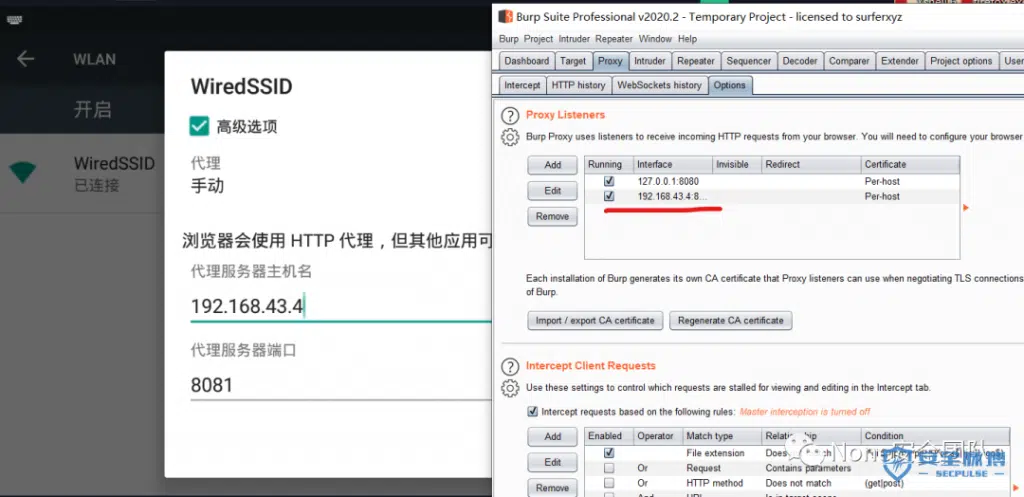 WLAN
开启
WiredSSID
已连接
WiredSSID
高级选项
代理
手动
浏览器会使用 HTTP 代理，但其他应用可
代理服务器主机名
192.168.43.4
代理服务器端口
8081
Burp Suite Professional v2020.2 - Temporary Project - licensed to surferxyz
Burp Project Intruder Repeater Window Help
Dashboard Target Proxy Intruder Repeater Sequencer Decoder Comparer Extender Project options User
Intercept HTTP history WebSockets history Options
Proxy Listeners
Burp Proxy uses listeners to receive incoming HTTP requests from your browser. You will need to configure your browser
Add
Edit
Remove
Running Interface Invisible Redirect Certificate
127.0.0.1:8080 Per-host
192.168.43.4:8... Per-host
Each installation of Burp generates its own CA certificate that Proxy listeners can use when negotiating TLS connections
of Burp.
Import / export CA certificate Regenerate CA certificate
Intercept Client Requests
Use these settings to control which requests are stalled for viewing and editing in the Intercept tab.
Intercept requests based on the following rules: Master interception is turned off
Add
Edit
Remove
Enabled Operator Match type Condition
File extension
Or Request Contains parameters
Or HTTP method Does not match (get|post)
安全脉搏
SECPULSE